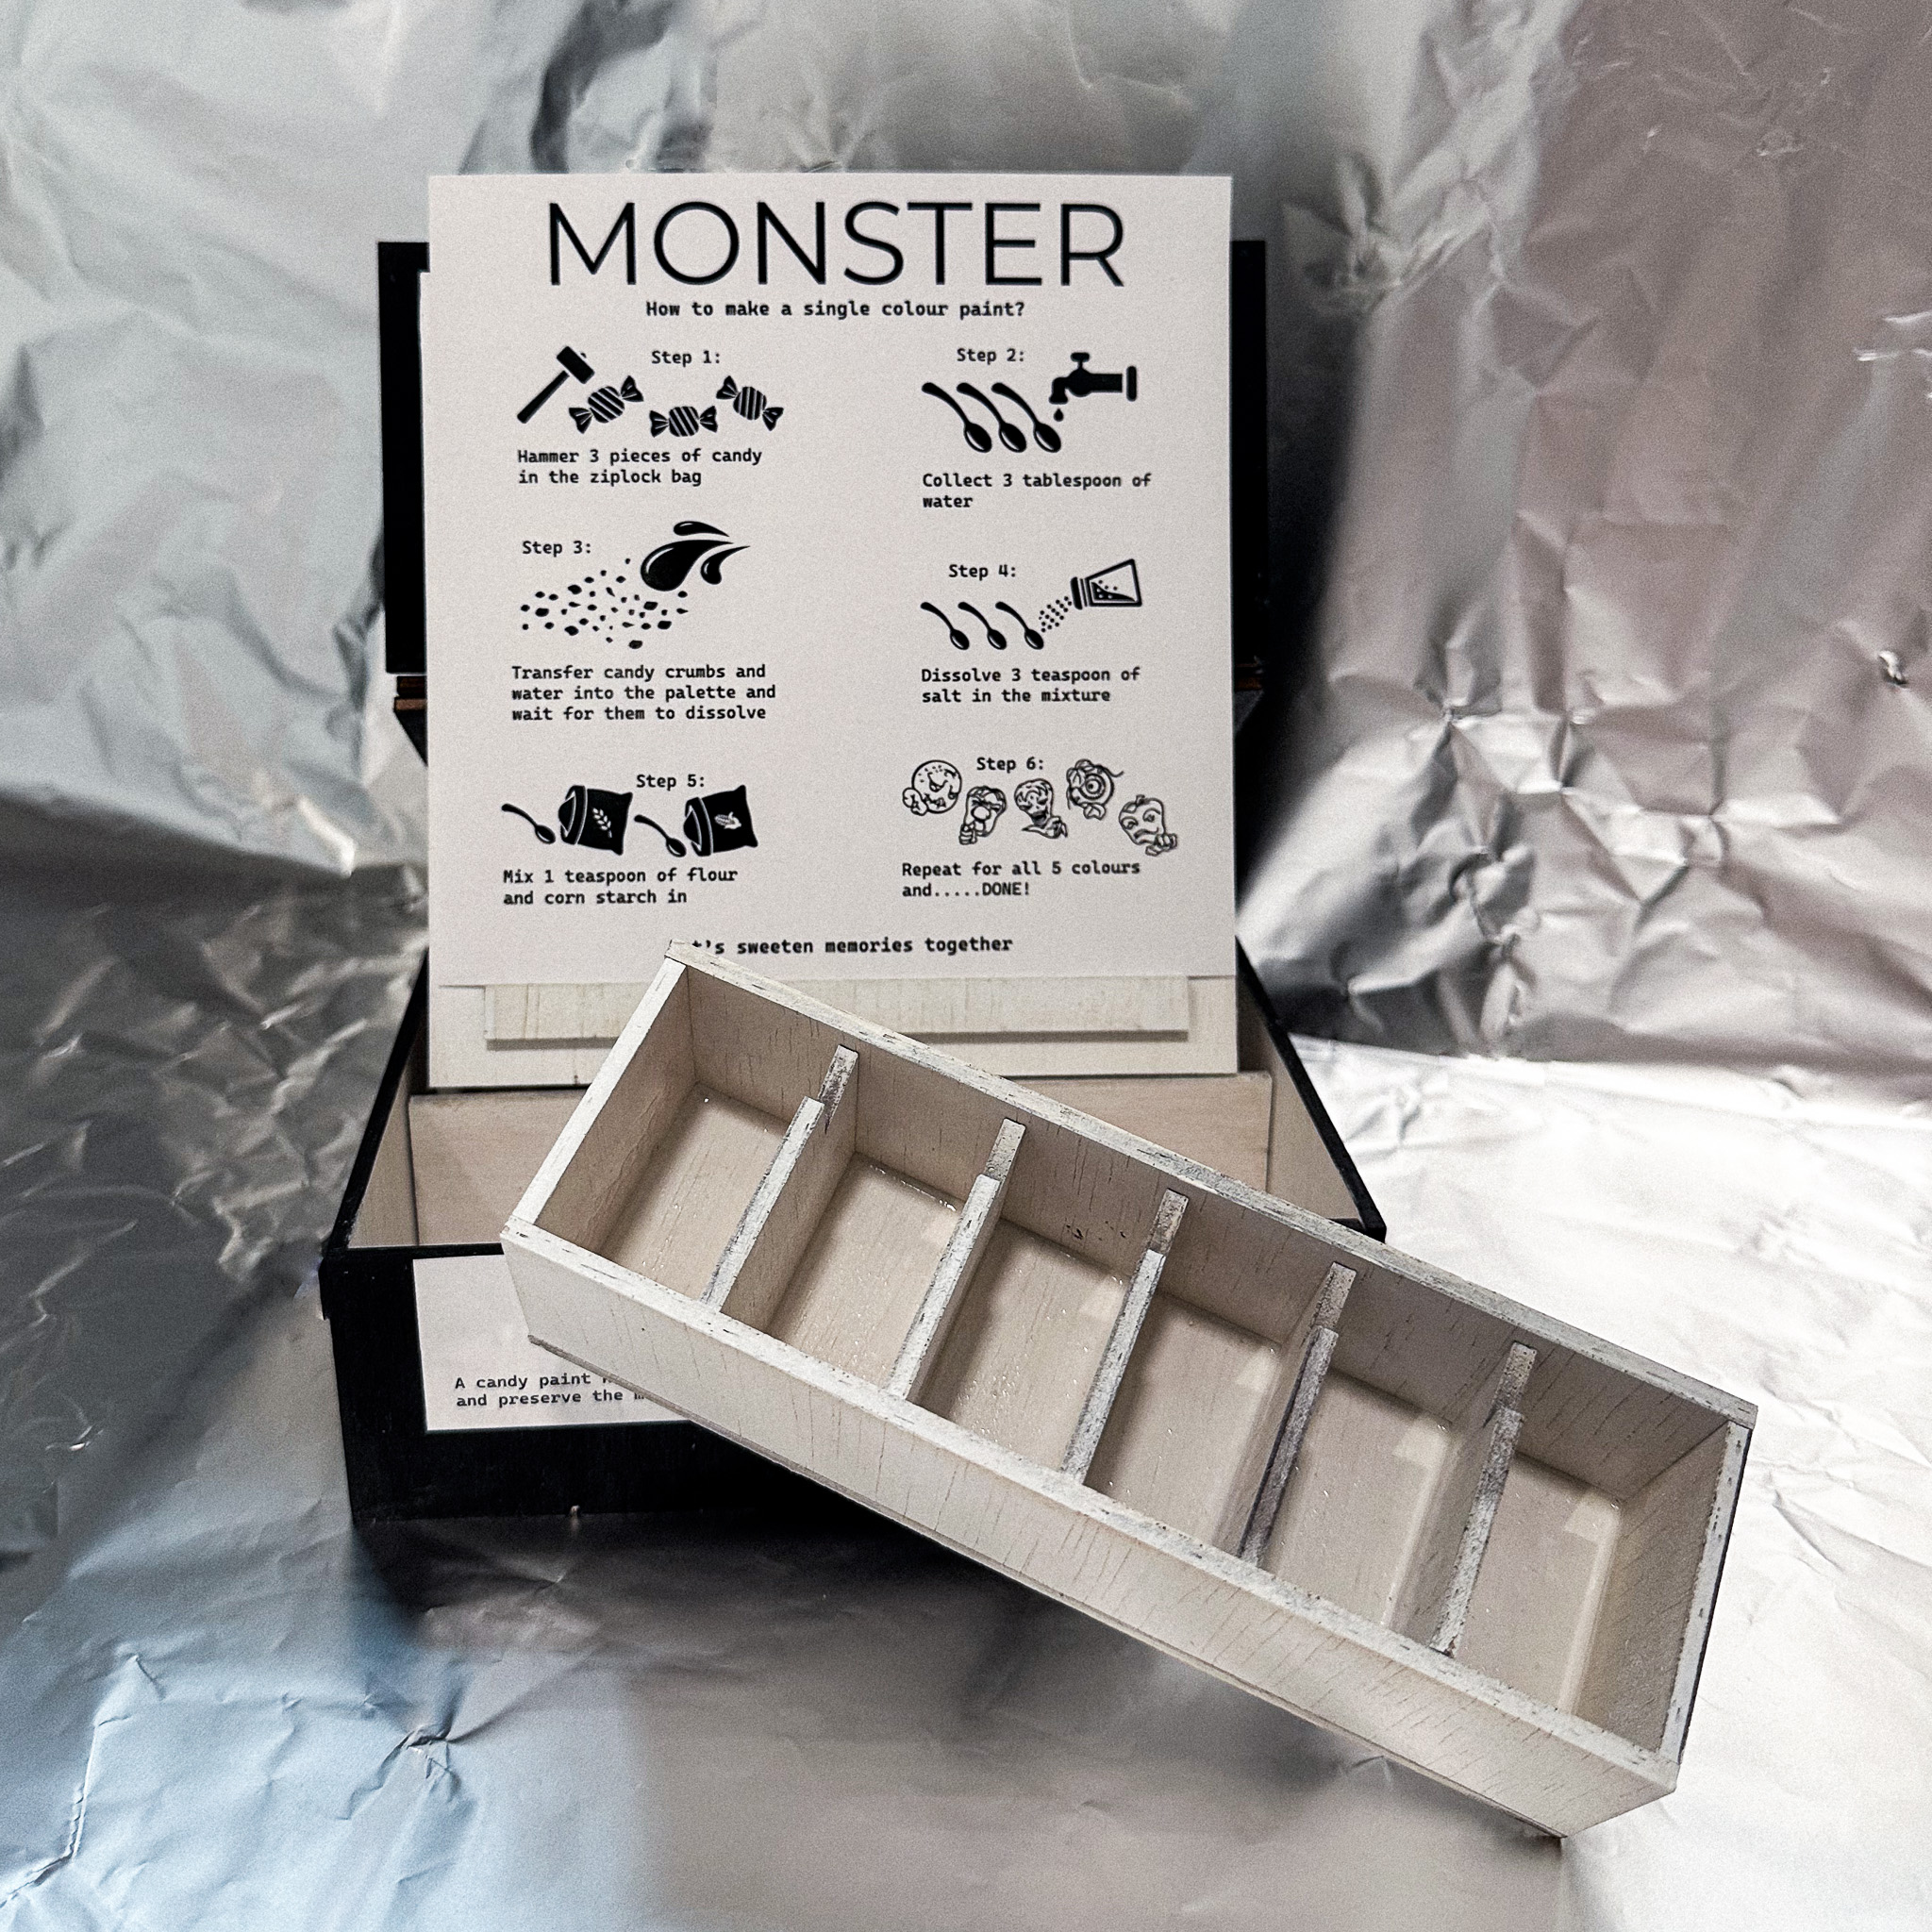 MONSTER
How to make a single colour paint?
Step 1:
Hammer 3 pieces of candy
in the ziplock bag
Step 2:
Collect 3 tablespoon of
water
Step 3:
Transfer candy crumbs and
water into the palette and
wait for them to dissolve
Step 4:
Dissolve 3 teaspoon of
salt in the mixture
Step 5:
Mix 1 teaspoon of flour
and corn starch in
Step 6:
Repeat for all 5 colours
and.....DONE!
sweeten memories together
A candy paint
and preserve the